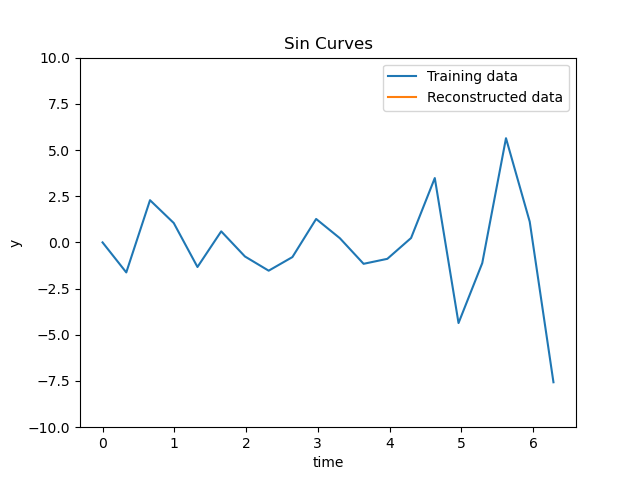 Sin Curves
Training data
Reconstructed data
10.0
7.5
5.0
2.5
0.0
−2.5
−5.0
−7.5
−10.0
y
0 1 2 3 4 5 6
time